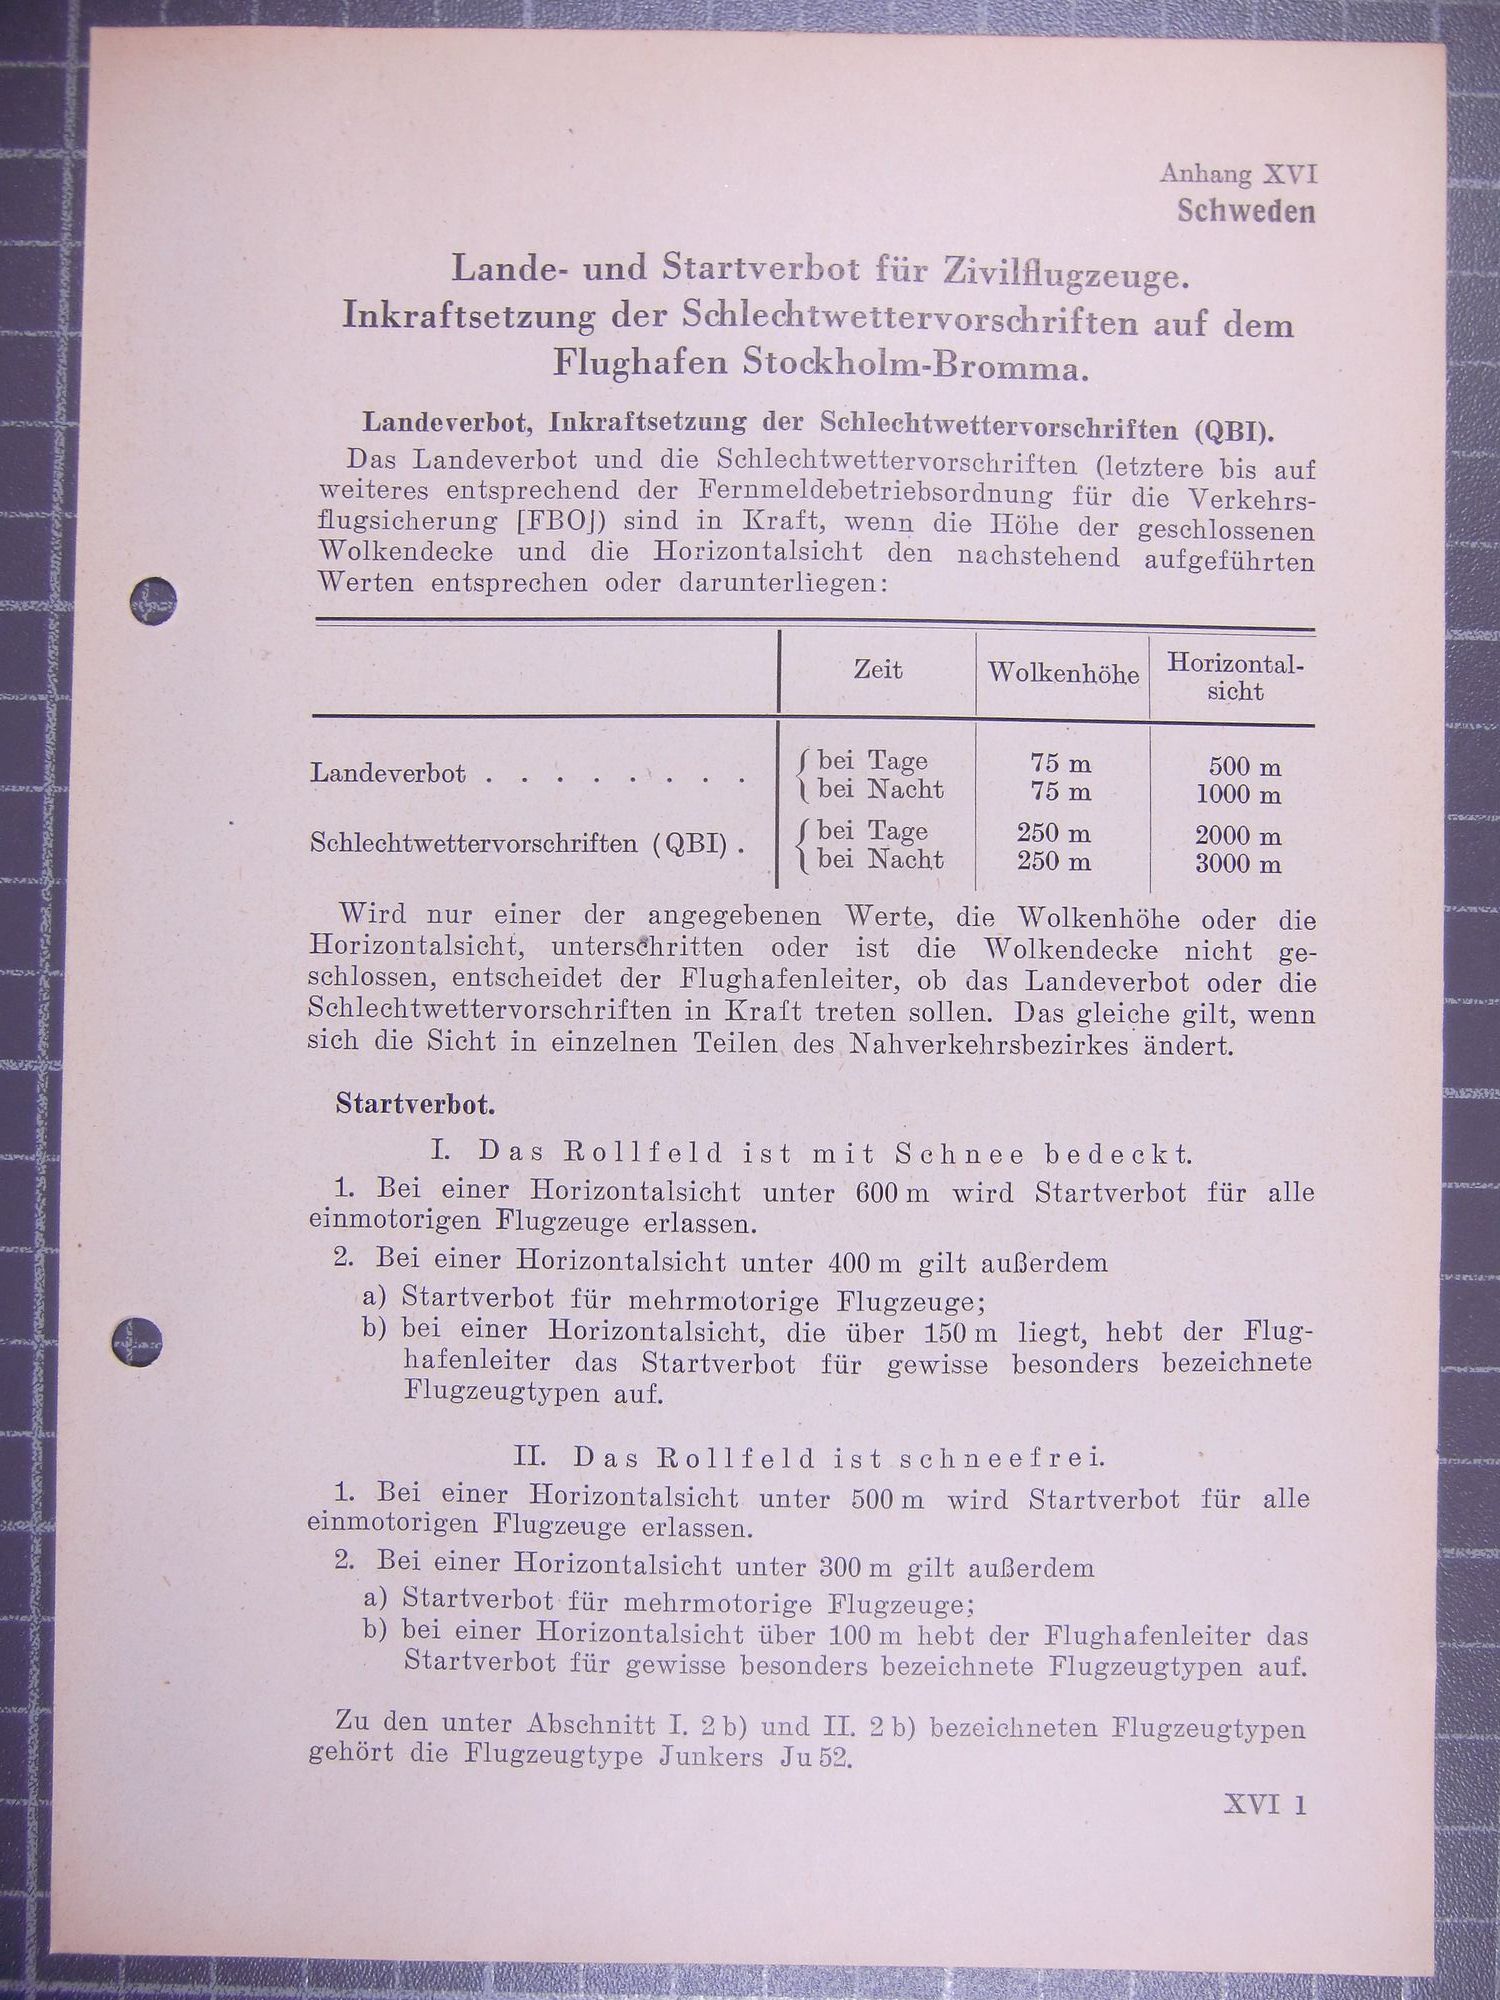 Anhang XVI
Schweden
Lande- und Startverbot für Zivilflugzeuge.
Inkraftsetzung der Schlechtwettervorschriften auf dem
Flughafen Stockholm-Bromma.
Landeverbot, Inkraftsetzung der Schlechtwettervorschriften (QBI).
Das Landeverbot und die Schlechtwettervorschriften (letztere bis auf
weiteres entsprechend der Fernmeldebetriebsordnung für die Verkehrs-
flugsicherung [FBO]) sind in Kraft, wenn die Höhe der geschlossenen
Wolkendecke und die Horizontalsicht den nachstehend aufgeführten
Werten entsprechen oder darunterliegen:
Zeit Wolkenhöhe Horizontal-
sicht
Landeverbot . . . . . . . . { bei Tage 75 m 500 m
bei Nacht 75 m 1000 m
Schlechtwettervorschriften (QBI) . { bei Tage 250 m 2000 m
bei Nacht 250 m 3000 m
Wird nur einer der angegebenen Werte, die Wolkenhöhe oder die
Horizontalsicht, unterschritten oder ist die Wolkendecke nicht ge-
schlossen, entscheidet der Flughafenleiter, ob das Landeverbot oder die
Schlechtwettervorschriften in Kraft treten sollen. Das gleiche gilt, wenn
sich die Sicht in einzelnen Teilen des Nahverkehrsbezirkes ändert.
Startverbot.
I. Das Rollfeld ist mit Schnee bedeckt.
1. Bei einer Horizontalsicht unter 600 m wird Startverbot für alle
einmotorigen Flugzeuge erlassen.
2. Bei einer Horizontalsicht unter 400 m gilt außerdem
a) Startverbot für mehrmotorige Flugzeuge;
b) bei einer Horizontalsicht, die über 150 m liegt, hebt der Flug-
hafenleiter das Startverbot für gewisse besonders bezeichnete
Flugzeugtypen auf.
II. Das Rollfeld ist schneefrei.
1. Bei einer Horizontalsicht unter 500 m wird Startverbot für alle
einmotorigen Flugzeuge erlassen.
2. Bei einer Horizontalsicht unter 300 m gilt außerdem
a) Startverbot für mehrmotorige Flugzeuge;
b) bei einer Horizontalsicht über 100 m hebt der Flughafenleiter das
Startverbot für gewisse besonders bezeichnete Flugzeugtypen auf.
Zu den unter Abschnitt I. 2 b) und II. 2 b) bezeichneten Flugzeugtypen
gehört die Flugzeugtype Junkers Ju 52.
XVI 1